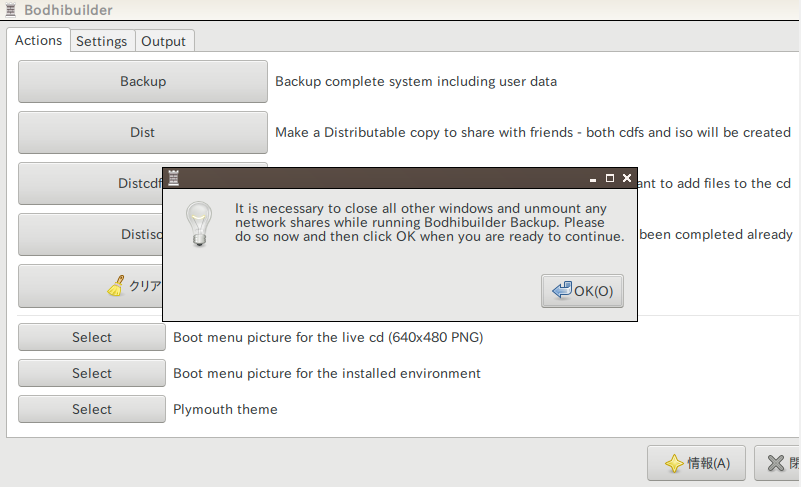 Bodhibuilder
Actions Settings Output
Backup Backup complete system including user data
Dist Make a Distributable copy to share with friends - both cdfs and iso will be created
Distcdf ant to add files to the cd
It is necessary to close all other windows and unmount any
network shares while running Bodhibuilder Backup. Please
do so now and then click OK when you are ready to continue.
Distiso been completed already
クリア
OK(O)
Select Boot menu picture for the live cd (640x480 PNG)
Select Boot menu picture for the installed environment
Select Plymouth theme
情報(A) 閉